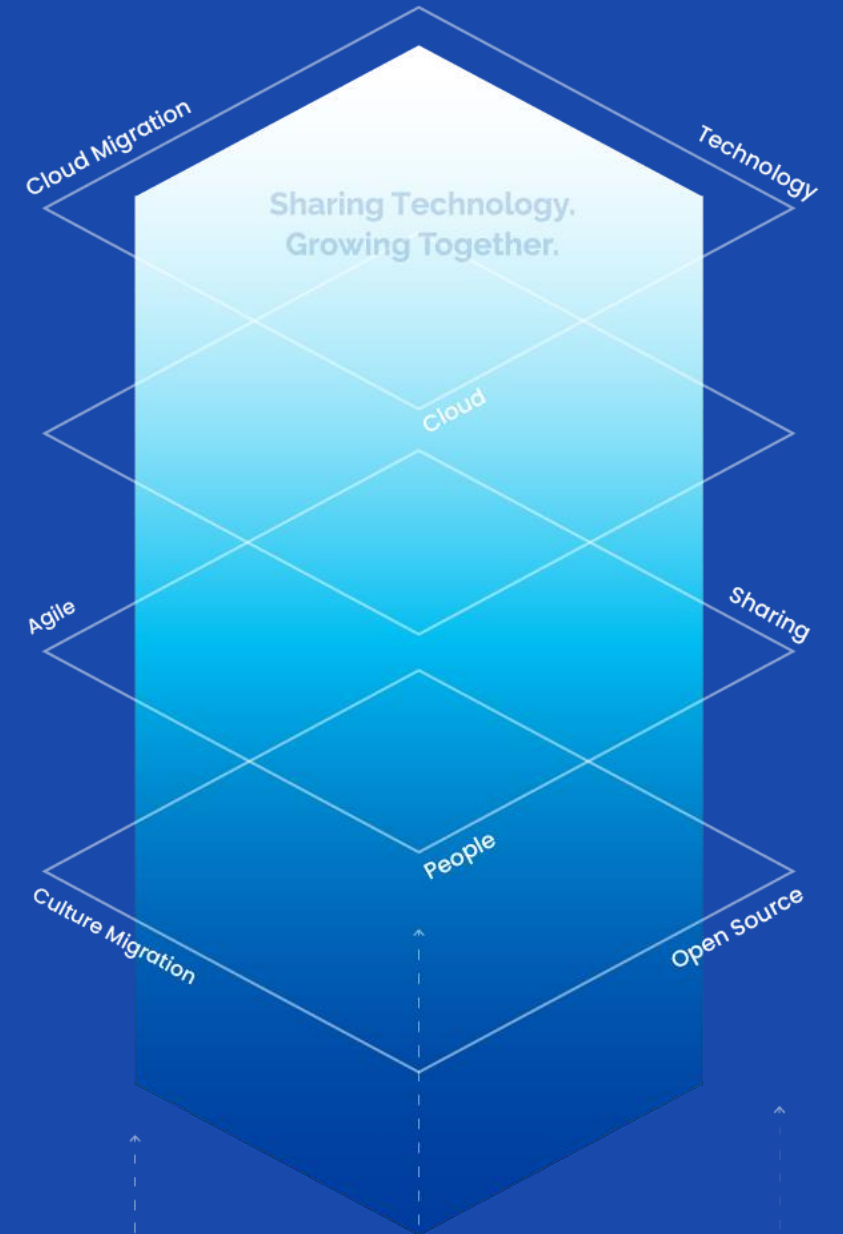 Cloud Migration
Technology
Sharing Technology.
Growing Together.
Cloud
Agile
Sharing
People
Culture Migration
Open Source